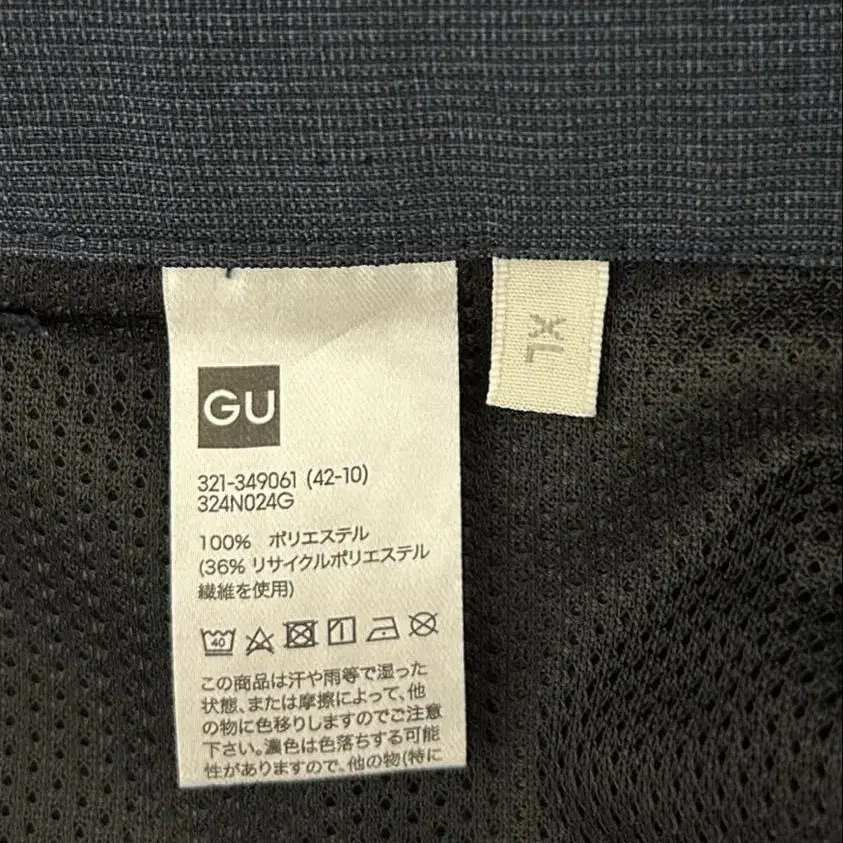 GU
321-349061 (42-10)
324N024G
100% ポリエステル
(36% リサイクルポリエステル
繊維を使用)
40
この商品は汗や雨等で湿った
状態、または摩擦によって、他
の物に色移りしますのでご注意
下さい。濃色は色落ちする可能
性がありますので、他の物(特に
XL